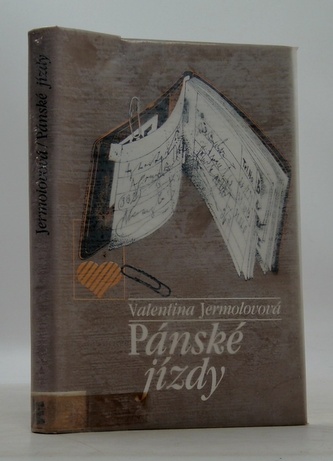 Jermolovová / Pánské jízdy
Valentina Jermolovová
Pánské
jízdy